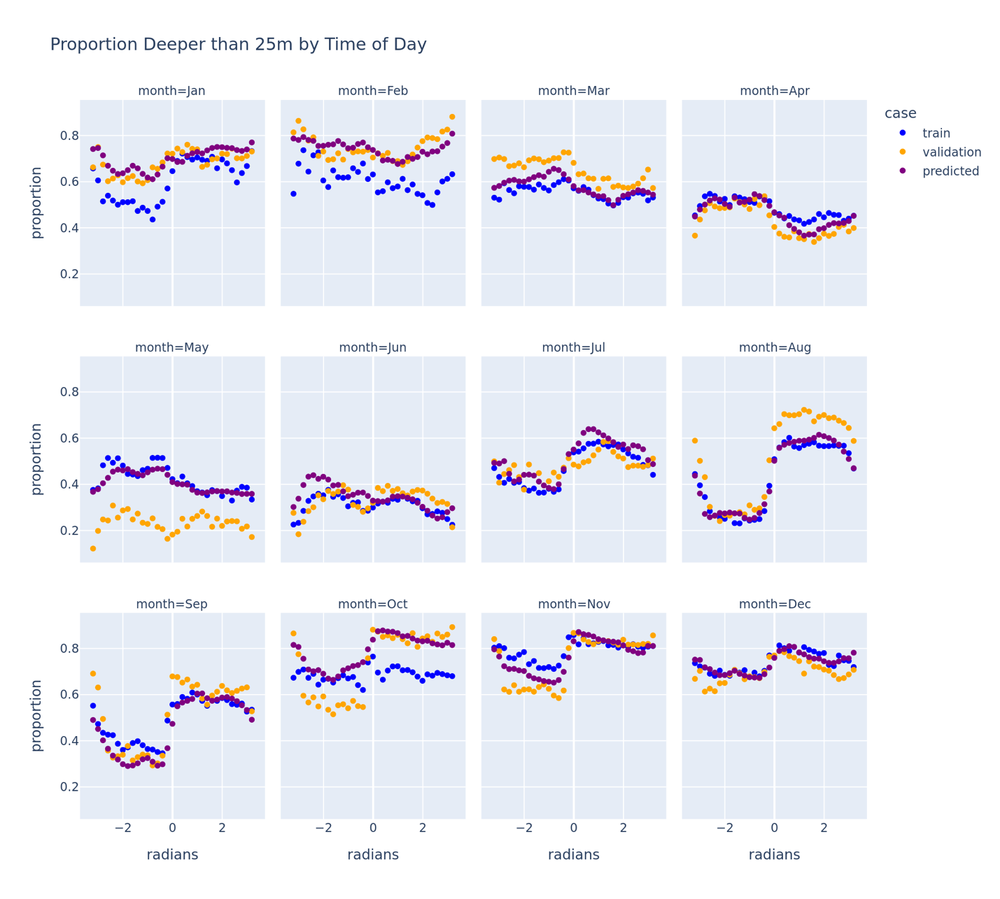 Proportion Deeper than 25m by Time of Day
month=Jan month=Feb month=Mar month=Apr
case
train
validation
predicted
proportion
0.8
0.6
0.4
0.2
month=May month=Jun month=Jul month=Aug
proportion
0.8
0.6
0.4
0.2
month=Sep month=Oct month=Nov month=Dec
proportion
0.8
0.6
0.4
0.2
−2 0 2 −2 0 2 −2 0 2 −2 0 2
radians radians radians radians